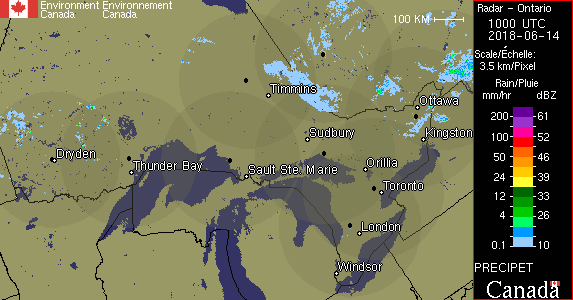 Environment Environnement
Canada Canada
100 KM
Timmins
Ottawa
Sudbury
Kingston
Dryden
Thunder Bay
Sault Ste. Marie
Orillia
Toronto
London
Windsor
Radar - Ontario
1000 UTC
2018-06-14
Scale/Échelle:
3.5 km/Pixel
Rain/Pluie
mm/hr dBZ
200 61
100 52
50 46
24 39
12 33
4 26
0.1 10
PRECIPET
Canada